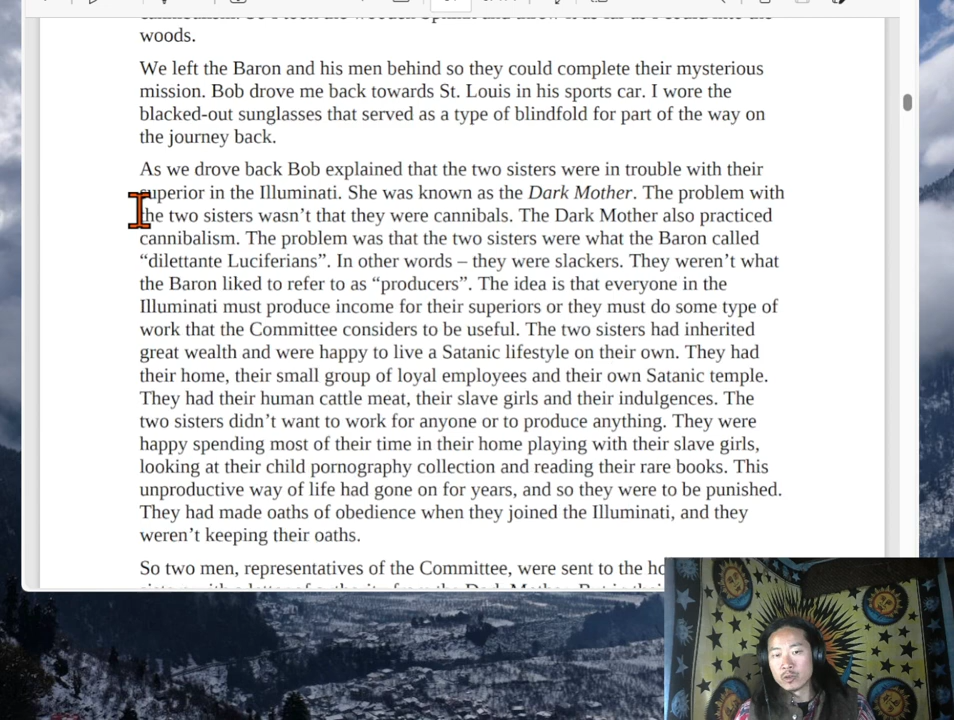 woods.
We left the Baron and his men behind so they could complete their mysterious
mission. Bob drove me back towards St. Louis in his sports car. I wore the
blacked-out sunglasses that served as a type of blindfold for part of the way on
the journey back.
As we drove back Bob explained that the two sisters were in trouble with their
superior in the Illuminati. She was known as the Dark Mother. The problem with
the two sisters wasn’t that they were cannibals. The Dark Mother also practiced
cannibalism. The problem was that the two sisters were what the Baron called
“dilettante Luciferians”. In other words – they were slackers. They weren’t what
the Baron liked to refer to as “producers”. The idea is that everyone in the
Illuminati must produce income for their superiors or they must do some type of
work that the Committee considers to be useful. The two sisters had inherited
great wealth and were happy to live a Satanic lifestyle on their own. They had
their home, their small group of loyal employees and their own Satanic temple.
They had their human cattle meat, their slave girls and their indulgences. The
two sisters didn’t want to work for anyone or to produce anything. They were
happy spending most of their time in their home playing with their slave girls,
looking at their child pornography collection and reading their rare books. This
unproductive way of life had gone on for years, and so they were to be punished.
They had made oaths of obedience when they joined the Illuminati, and they
weren’t keeping their oaths.
So two men, representatives of the Committee, were sent to the